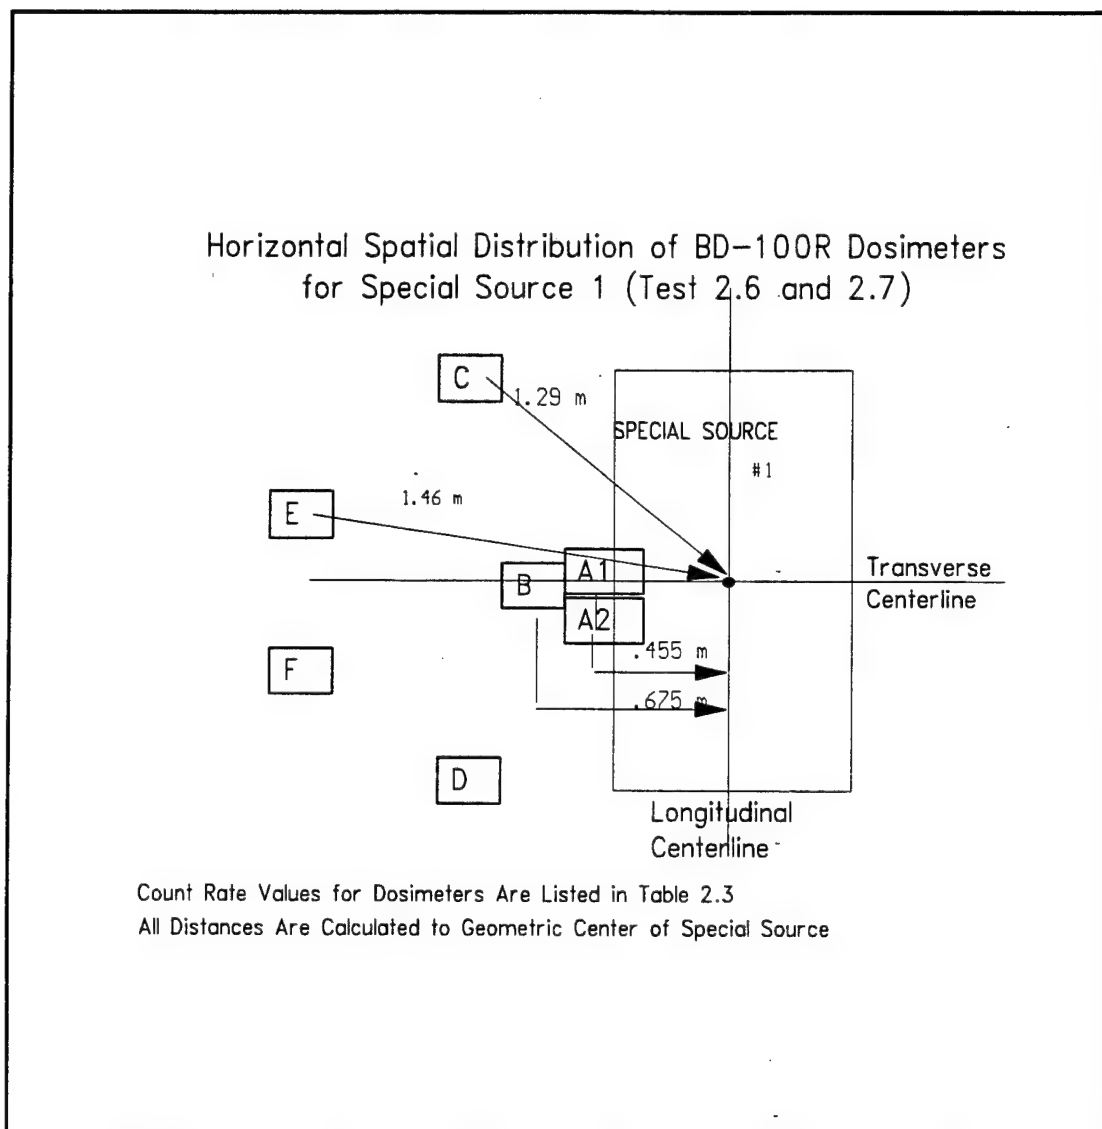 Horizontal Spatial Distribution of BD-100R Dosimeters
for Special Source 1 (Test 2.6 and 2.7)
C
1.29 m
SPECIAL SOURCE
#1
1.46 m
E
A1
B
A2
Transverse
Centerline
.455 m
F
.675 m
D
Longitudinal
Centerline
Count Rate Values for Dosimeters Are Listed in Table 2.3
All Distances Are Calculated to Geometric Center of Special Source